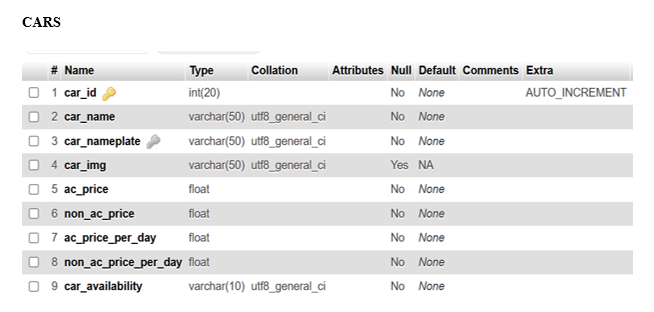 CARS
# Name Type Collation Attributes Null Default Comments Extra
1 car_id int(20) No None AUTO_INCREMENT
2 car_name varchar(50) utf8_general_ci No None
3 car_nameplate varchar(50) utf8_general_ci No None
4 car_img varchar(50) utf8_general_ci Yes NA
5 ac_price float No None
6 non_ac_price float No None
7 ac_price_per_day float No None
8 non_ac_price_per_day float No None
9 car_availability varchar(10) utf8_general_ci No None